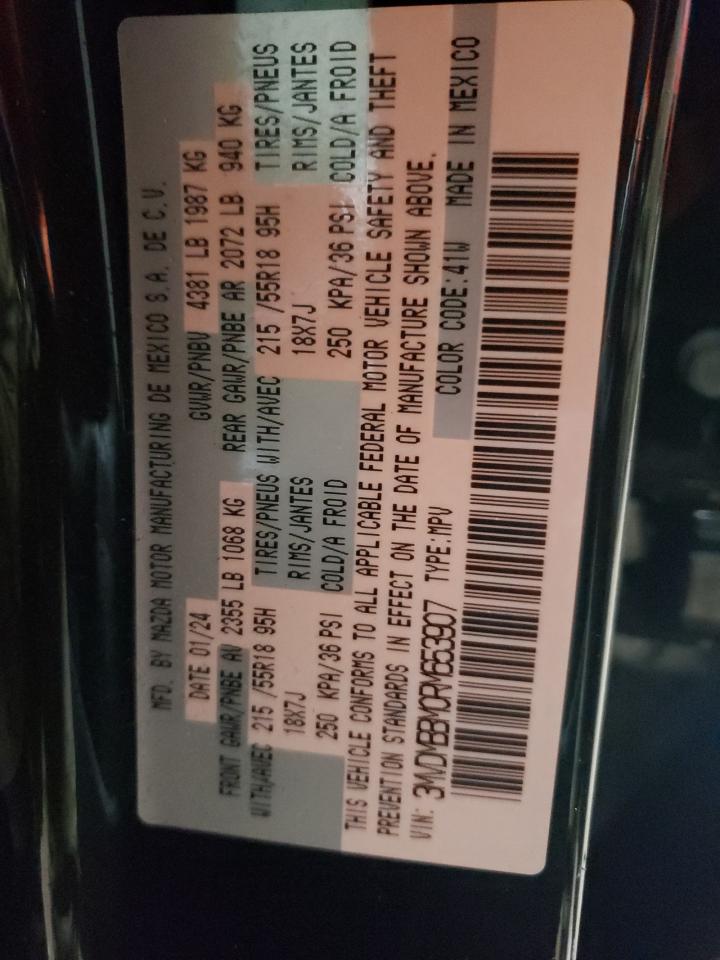 MFD. BY MAZDA MOTOR MANUFACTURING DE MEXICO S.A. DE C.V.
DATE 01/24 GVWR/PNBV 4381 LB 1987 KG
FRONT GAWR/PNBE AV 2355 LB 1068 KG REAR GAWR/PNBE AR 2072 LB 940 KG
WITH/AVEC 215 /55R18 95H TIRES/PNEUS WITH/AVEC 215 /55R18 95H TIRES/PNEUS
18X7J RIMS/JANTES 18X7J RIMS/JANTES
250 KPA/36 PSI COLD/A FROID 250 KPA/36 PSI COLD/A FROID
THIS VEHICLE CONFORMS TO ALL APPLICABLE FEDERAL MOTOR VEHICLE SAFETY AND THEFT
PREVENTION STANDARDS IN EFFECT ON THE DATE OF MANUFACTURE SHOWN ABOVE.
VIN: 3MVDMBBM0RM653907 TYPE:MPV COLOR CODE:41W MADE IN MEXICO